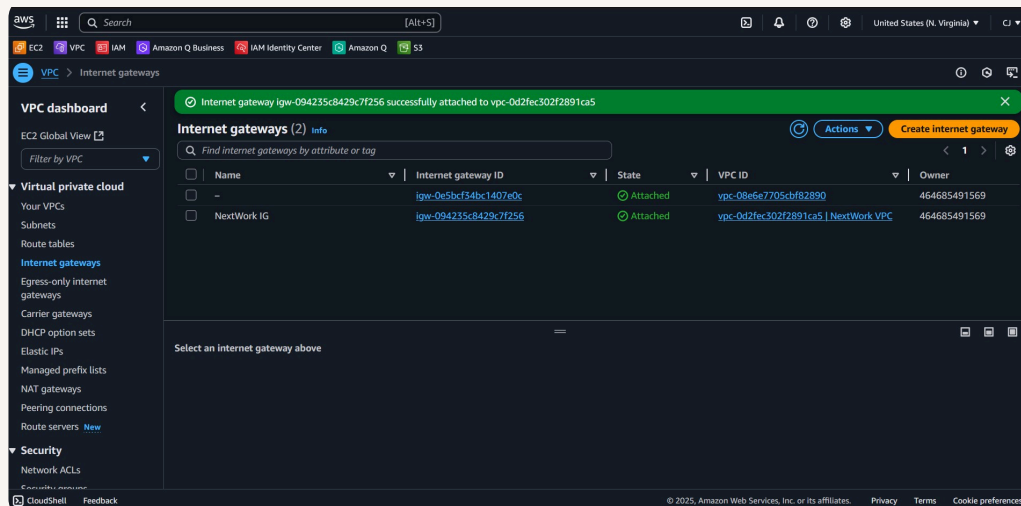 aws
Search [Alt+S] United States (N. Virginia) CJ
EC2 VPC IAM Amazon Q Business IAM Identity Center Amazon Q S3
VPC > Internet gateways
VPC dashboard
EC2 Global View
Filter by VPC
Virtual private cloud
Your VPCs
Subnets
Route tables
Internet gateways
Egress-only internet
gateways
Carrier gateways
DHCP option sets
Elastic IPs
Managed prefix lists
NAT gateways
Peering connections
Route servers New
Security
Network ACLs
Security groups
Internet gateway igw-094235c8429c7f256 successfully attached to vpc-0d2fec302f2891ca5
Internet gateways (2) Info Actions Create internet gateway
Find internet gateways by attribute or tag 1
Name Internet gateway ID State VPC ID Owner
– igw-0e5bcf34bc1407e0c Attached vpc-08e6e7705cbf82890 464685491569
NextWork IG igw-094235c8429c7f256 Attached vpc-0d2fec302f2891ca5 | NextWork VPC 464685491569
Select an internet gateway above
CloudShell Feedback © 2025, Amazon Web Services, Inc. or its affiliates. Privacy Terms Cookie preferences